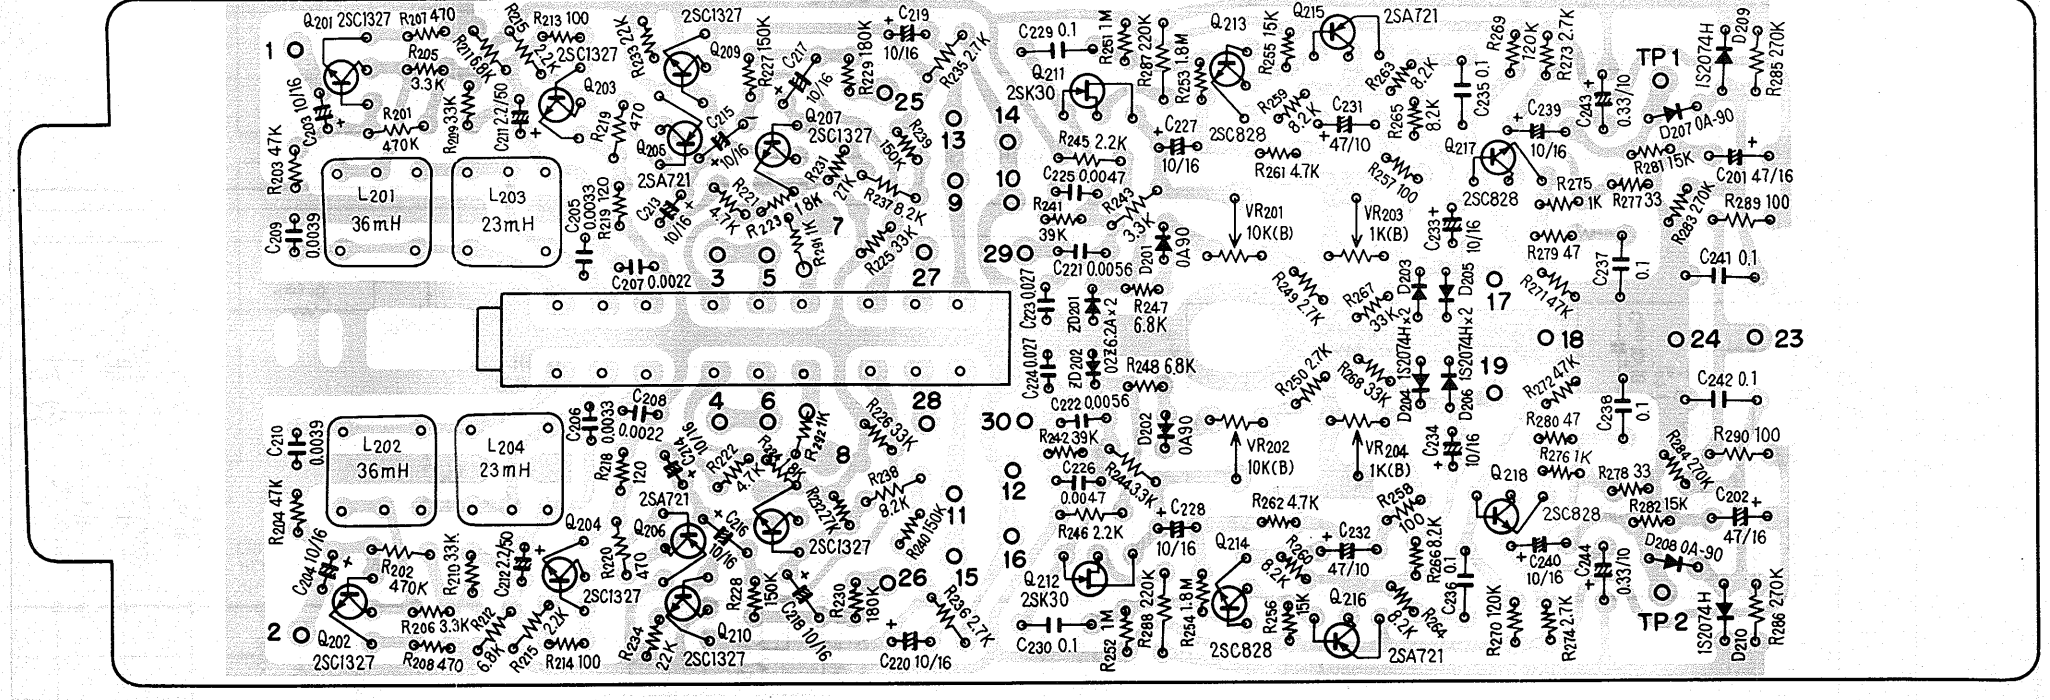 Q201 2SC1327
R207 470
R215 2.2K
R213 100
2SC1327
R233 22K
2SC1327
Q209
R227 150K
C217 10/16
R229 180K
C219 10/16
R235 2.7K
C229 0.1
R251 1M
R287 220K
R253 1.8M
Q213
R255 15K
Q215
2SA721
R269 120K
R273 2.7K
TP1
1S2074H
D209
R285 270K
1
R205 3.3K
R211 6.8K
Q203
C203 10/16
R201 470K
R209 33K
C211 2.2/50
R219 470
Q205
2SA721
C215 10/16
Q207
2SC1327
25
13
14
Q211
2SK30
R245 2.2K
C227 10/16
2SC828
R259 8.2K
C231 47/10
R263 8.2K
R265 8.2K
C235 0.1
Q217
C239 10/16
C243 0.33/10
D207 0A-90
R203 47K
L201 36mH
L203 23mH
C205 0.0033
R219 120
C213 10/16
R221 4.7K
R223 1.8K
R231 27K
R239 150K
R237 8.2K
10
9
C225 0.0047
R243 3.3K
R261 4.7K
R257 100
2SC828
R275 1K
R281 15K
R277 33
C201 47/16
R283 270K
R289 100
C209 0.0039
C207 0.0022
R291 1K
7
R225 33K
3
5
27
29
R241 39K
C221 0.0056
D201 0A90
VR201 10K(B)
VR203 1K(B)
C233 10/16
R279 47
C237 0.1
C241 0.1
C223 0.027
ZD201
R247 6.8K
R249 2.7K
R267 33K
D203
D205
17
R271 47K
02Z6.2A×2
1S2074H×2
1S2074H×2
18
24
23
C224 0.027
ZD202
R248 6.8K
R250 2.7K
R268 33K
D204
D206
19
R272 47K
C242 0.1
C210 0.0039
L202 36mH
L204 23mH
C206 0.0033
C208 0.0022
4
6
28
30
C222 0.0056
D202 0A90
VR202 10K(B)
VR204 1K(B)
C234 10/16
R280 47
C238 0.1
R284 270K
R290 100
R218 120
C214 10/16
R222 4.7K
1.8K
R292 1K
8
R226 33K
R242 39K
R244 3.3K
R276 1K
R278 33
R204 47K
Q204
2SA721
Q206
C216 10/16
R232 27K
R238 8.2K
12
11
C226 0.0047
R246 2.2K
C228 10/16
R262 4.7K
R258 100
Q218
2SC828
R282 15K
C202 47/16
C204 10/16
R202 470K
R210 33K
C212 2.2/50
R220 470
2SC1327
2SC1327
R240 150K
16
15
Q214
R260 8.2K
C232 47/10
R266 8.2K
C236 0.1
C240 10/16
C244 0.33/10
D208 0A-90
Q212
2SK30
26
R228 150K
R230 180K
R236 2.7K
R288 220K
R254 1.8M
R256 15K
Q216
R264 8.2K
R270 120K
R274 2.7K
TP2
1S2074H
D210
R286 270K
2
Q202
2SC1327
R206 3.3K
R208 470
R212 6.8K
R215 2.2K
R214 100
R234 22K
Q210
2SC1327
C218 10/16
C220 10/16
C230 0.1
R252 1M
2SC828
2SA721